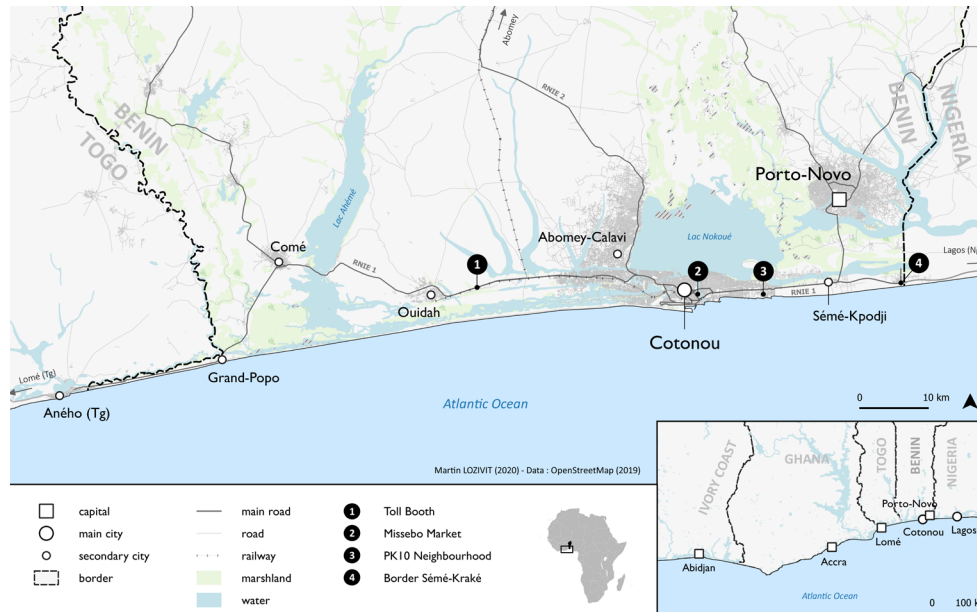 Abomey
RNIE 2
BENIN
TOGO
BENIN
NIGERIA
Porto-Novo
Lac Ahémé
Lac Nokoué
Abomey-Calavi
Comé
RNIE 1
1
2
3
4
Lagos (N
Ouidah
RNIE 1
Sémé-Kpodji
Cotonou
Grand-Popo
Lomé (Tg)
Aného (Tg)
Atlantic Ocean
0 10 km
Martin LOZIVIT (2020) - Data : OpenStreetMap (2019)
IVORY COAST
GHANA
TOGO
BENIN
NIGERIA
Porto-Novo
Cotonou
Lagos
Lomé
Accra
Abidjan
Atlantic Ocean
0 100 k
capital
main city
secondary city
border
main road
road
railway
marshland
water
1 Toll Booth
2 Missebo Market
3 PK10 Neighbourhood
4 Border Sémé-Kraké